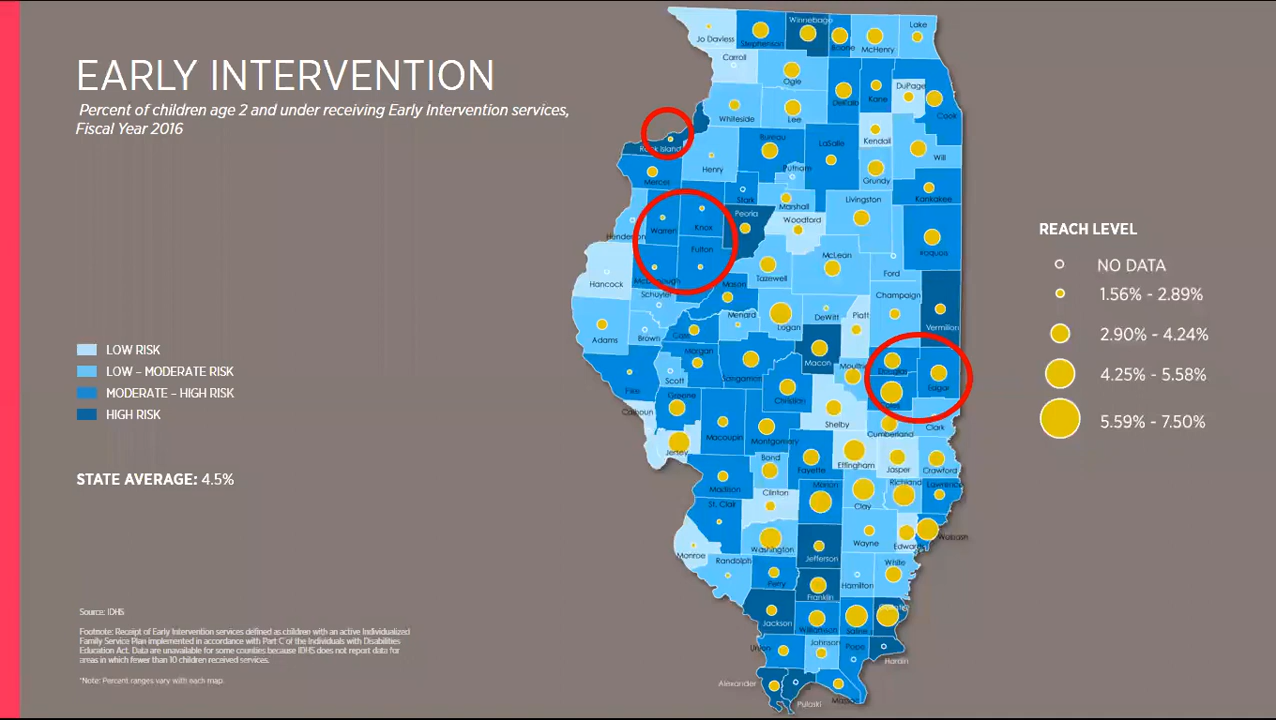 EARLY INTERVENTION
Percent of children age 2 and under receiving Early Intervention services,
Fiscal Year 2016
LOW RISK
LOW – MODERATE RISK
MODERATE – HIGH RISK
HIGH RISK
STATE AVERAGE: 4.5%
Source: IDHS
Footnote: Receipt of Early Intervention services defined as children with an active Individualized
Family Service Plan implemented in accordance with Part C of the Individuals with Disabilities
Education Act. Data are unavailable for some counties because IDHS does not report data for
areas in which fewer than 10 children received services.
*Note: Percent ranges vary with each map.
Jo Daviess
Stephenson
Winnebago
Boone
McHenry
Lake
Carroll
Ogle
DeKalb
Kane
DuPage
Cook
Whiteside
Lee
Kendall
Rock Island
Henry
Bureau
LaSalle
Grundy
Will
Mercer
Putnam
Kankakee
Stark
Marshall
Livingston
Henderson
Warren
Knox
Peoria
Woodford
Iroquois
Fulton
McLean
Ford
Hancock
McDonough
Tazewell
Mason
Schuyler
Logan
DeWitt
Piatt
Champaign
Vermilion
Adams
Brown
Cass
Menard
Macon
Moultrie
Douglas
Edgar
Pike
Scott
Morgan
Sangamon
Christian
Coles
Calhoun
Greene
Shelby
Clark
Macoupin
Montgomery
Cumberland
Jersey
Bond
Fayette
Effingham
Jasper
Crawford
Madison
Clinton
Marion
Clay
Richland
Lawrence
St. Clair
Washington
Jefferson
Wayne
Edwards
Wabash
Monroe
Randolph
Perry
Franklin
Hamilton
White
Jackson
Williamson
Saline
Gallatin
Union
Johnson
Pope
Hardin
Alexander
Pulaski
Massac
REACH LEVEL
NO DATA
1.56% - 2.89%
2.90% - 4.24%
4.25% - 5.58%
5.59% - 7.50%